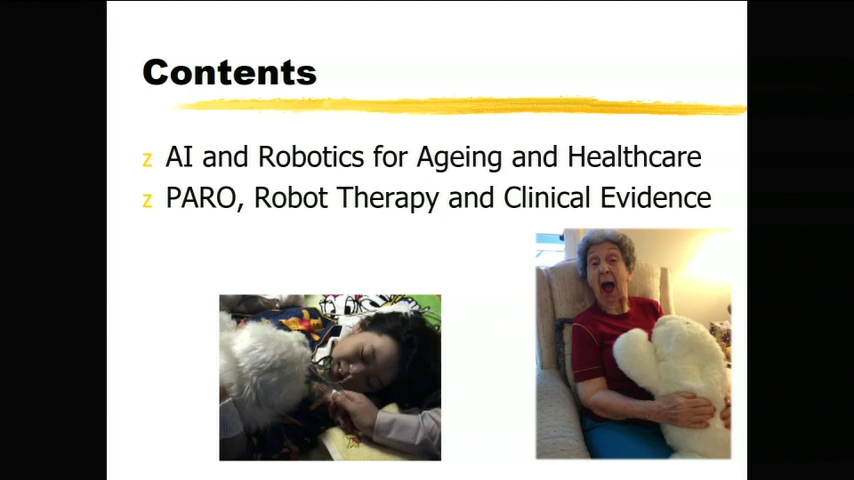 Contents
z AI and Robotics for Ageing and Healthcare
z PARO, Robot Therapy and Clinical Evidence